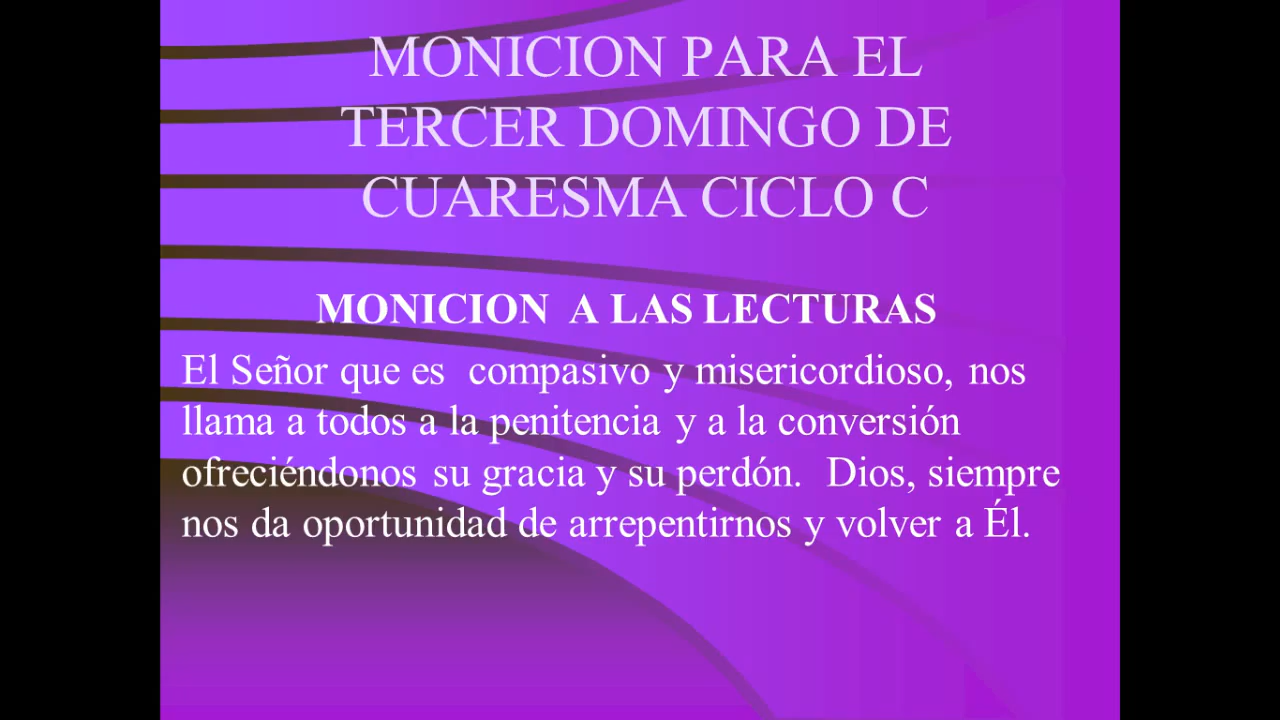 MONICION PARA EL
TERCER DOMINGO DE
CUARESMA CICLO C
MONICION A LAS LECTURAS
El Señor que es compasivo y misericordioso, nos
llama a todos a la penitencia y a la conversión
ofreciéndonos su gracia y su perdón. Dios, siempre
nos da oportunidad de arrepentirnos y volver a Él.